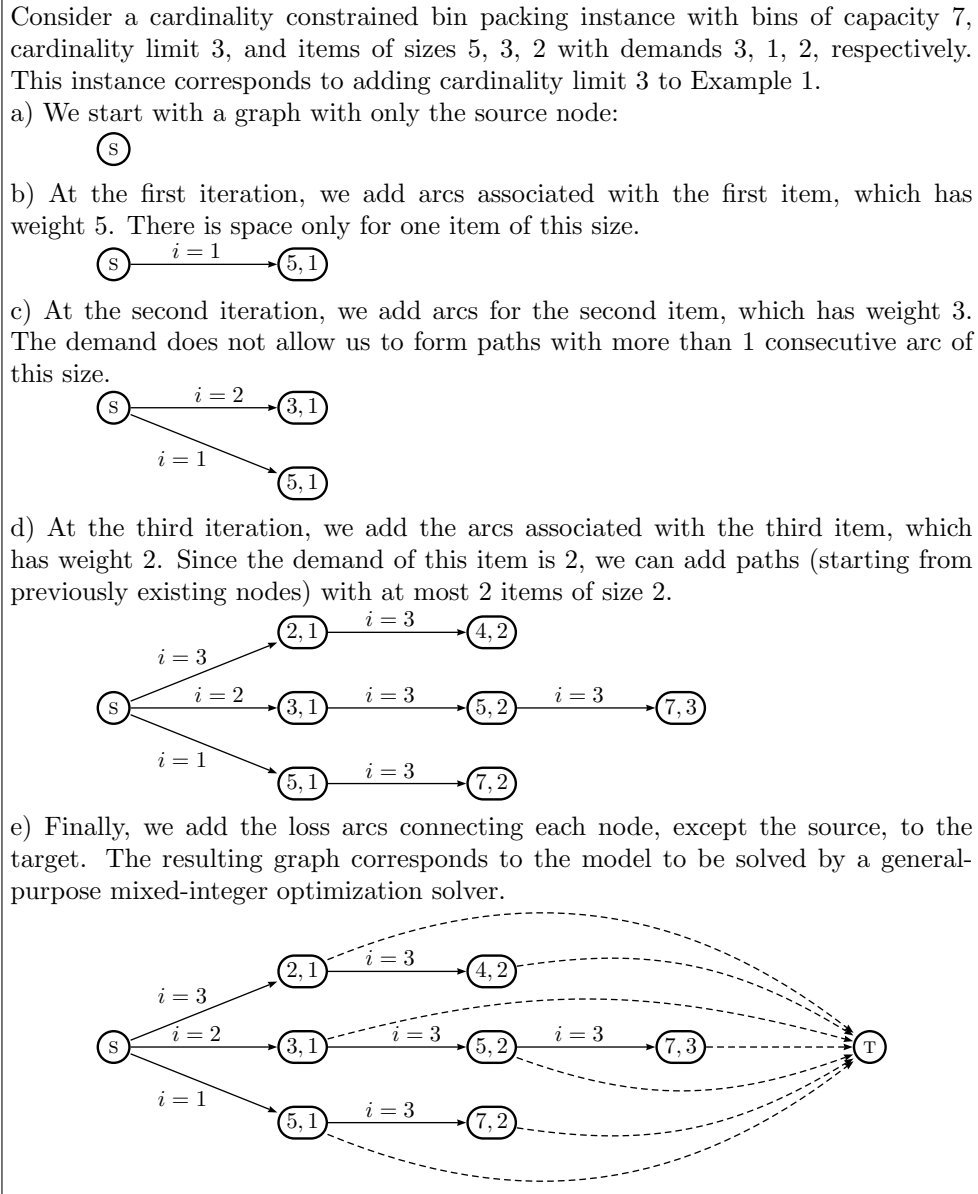 Consider a cardinality constrained bin packing instance with bins of capacity 7,
cardinality limit 3, and items of sizes 5, 3, 2 with demands 3, 1, 2, respectively.
This instance corresponds to adding cardinality limit 3 to Example 1.
a) We start with a graph with only the source node:
S
b) At the first iteration, we add arcs associated with the first item, which has
weight 5. There is space only for one item of this size.
S i = 1 5, 1
c) At the second iteration, we add arcs for the second item, which has weight 3.
The demand does not allow us to form paths with more than 1 consecutive arc of
this size.
S i = 2 3, 1
i = 1
5, 1
d) At the third iteration, we add the arcs associated with the third item, which
has weight 2. Since the demand of this item is 2, we can add paths (starting from
previously existing nodes) with at most 2 items of size 2.
2, 1 i = 3 4, 2
i = 3
S i = 2 3, 1 i = 3 5, 2 i = 3 7, 3
i = 1
5, 1 i = 3 7, 2
e) Finally, we add the loss arcs connecting each node, except the source, to the
target. The resulting graph corresponds to the model to be solved by a general-
purpose mixed-integer optimization solver.
2, 1 i = 3 4, 2
i = 3
S i = 2 3, 1 i = 3 5, 2 i = 3 7, 3 T
i = 1
5, 1 i = 3 7, 2